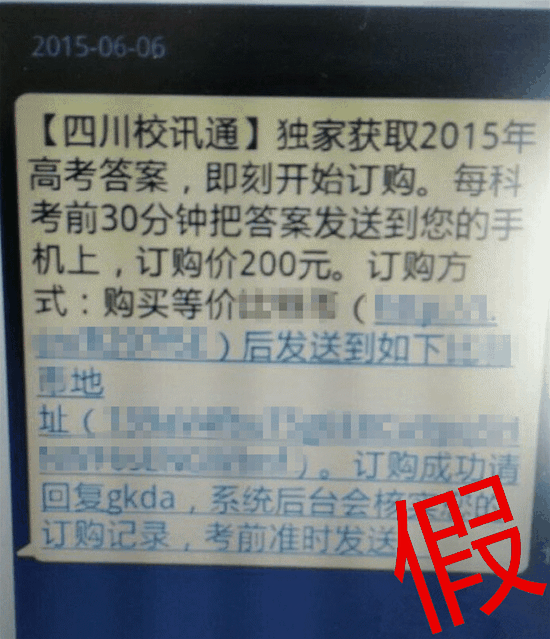 2015-06-06
【四川校讯通】独家获取2015年
高考答案，即刻开始订购。每科
考前30分钟把答案发送到您的手
机上，订购价200元。订购方
式：购买等价（
）后发送到如下
地
址（
）。订购成功请
回复gkda，系统后台会核实您的
订购记录，考前准时发送
假